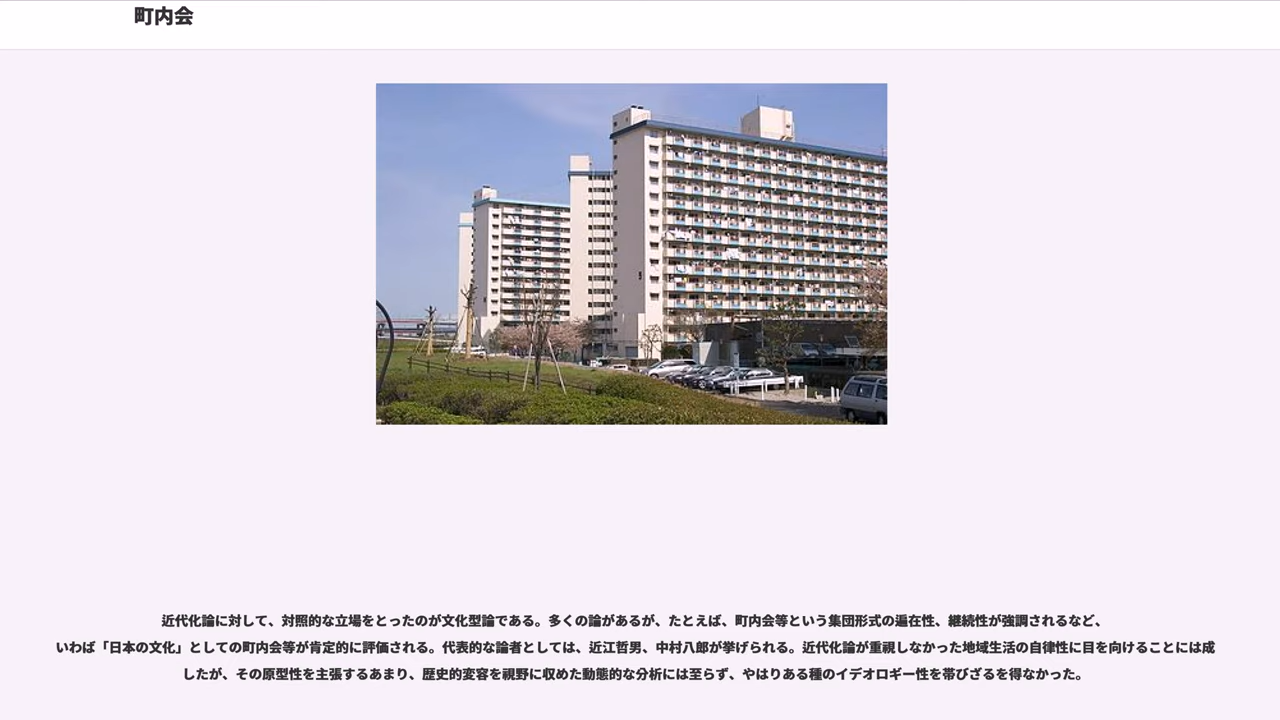 町内会
近代化論に対して、対照的な立場をとったのが文化型論である。多くの論があるが、たとえば、町内会等という集団形式の遍在性、継続性が強調されるなど、
いわば「日本の文化」としての町内会等が肯定的に評価される。代表的な論者としては、近江哲男、中村八郎が挙げられる。近代化論が重視しなかった地域生活の自律性に目を向けることには成
したが、その原型性を主張するあまり、歴史的変容を視野に収めた動態的な分析には至らず、やはりある種のイデオロギー性を帯びざるを得なかった。